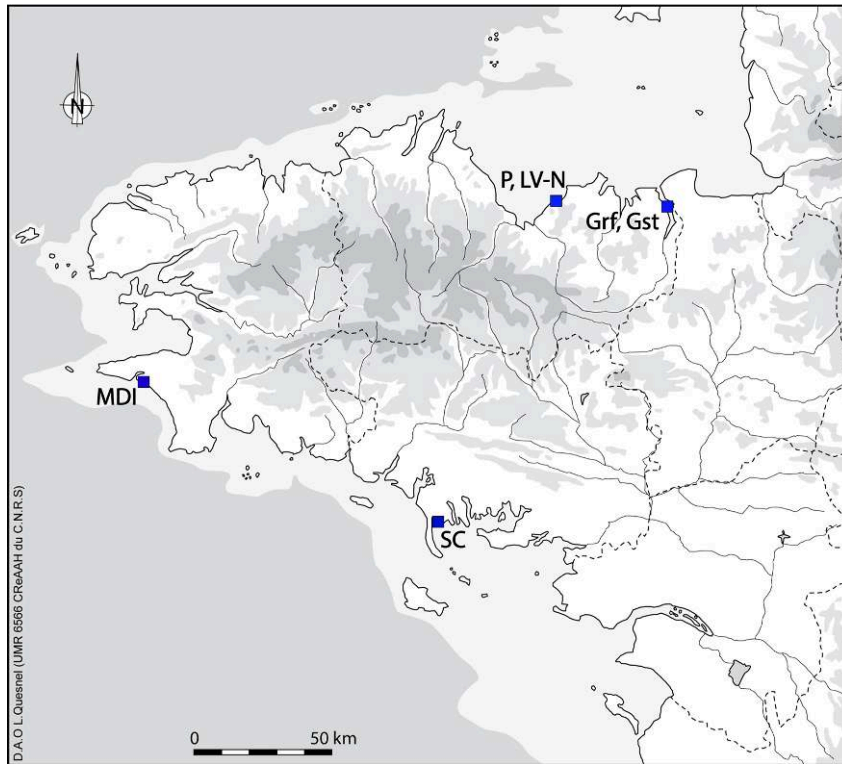 N
P, LV-N
Grf, Gst
MDI
SC
D.A.O L.Quesnel (UMR 6566 CReAAH du C.N.R.S)
0 50 km